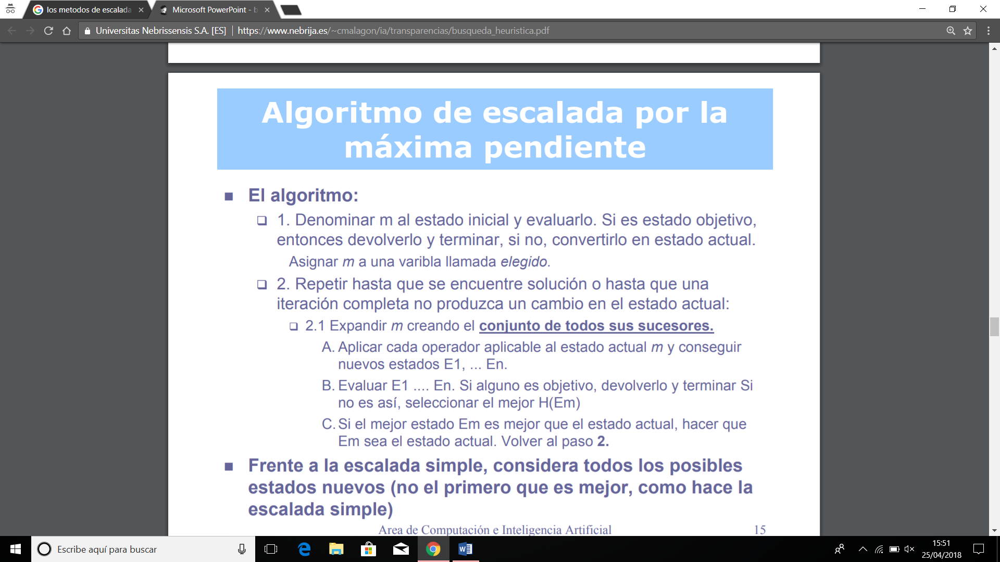 los metodos de escalada
Microsoft PowerPoint - b
Universitas Nebrissensis S.A. [ES]
https://www.nebrija.es/~cmalagon/ia/transparencias/busqueda_heuristica.pdf
Algoritmo de escalada por la
máxima pendiente
El algoritmo:
1. Denominar m al estado inicial y evaluarlo. Si es estado objetivo,
entonces devolverlo y terminar, si no, convertirlo en estado actual.
Asignar m a una varibla llamada elegido.
2. Repetir hasta que se encuentre solución o hasta que una
iteración completa no produzca un cambio en el estado actual:
2.1 Expandir m creando el conjunto de todos sus sucesores.
A. Aplicar cada operador aplicable al estado actual m y conseguir
nuevos estados E1, ... En.
B. Evaluar E1 .... En. Si alguno es objetivo, devolverlo y terminar Si
no es así, seleccionar el mejor H(Em)
C. Si el mejor estado Em es mejor que el estado actual, hacer que
Em sea el estado actual. Volver al paso 2.
Frente a la escalada simple, considera todos los posibles
estados nuevos (no el primero que es mejor, como hace la
escalada simple)
Area de Computación e Inteligencia Artificial
15
Escribe aquí para buscar
15:51
25/04/2018